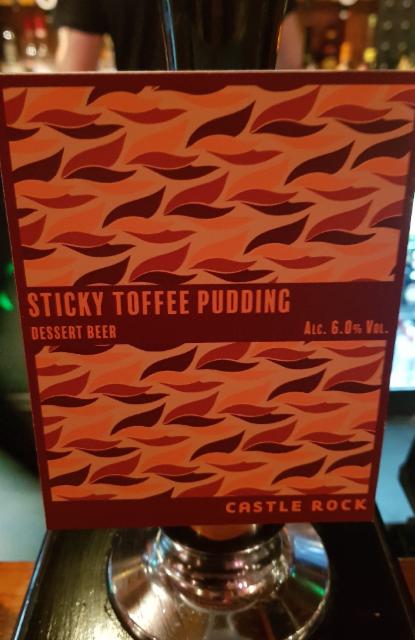 STICKY TOFFEE PUDDING
DESSERT BEER
ALC. 6.0% VOL.
CASTLE ROCK